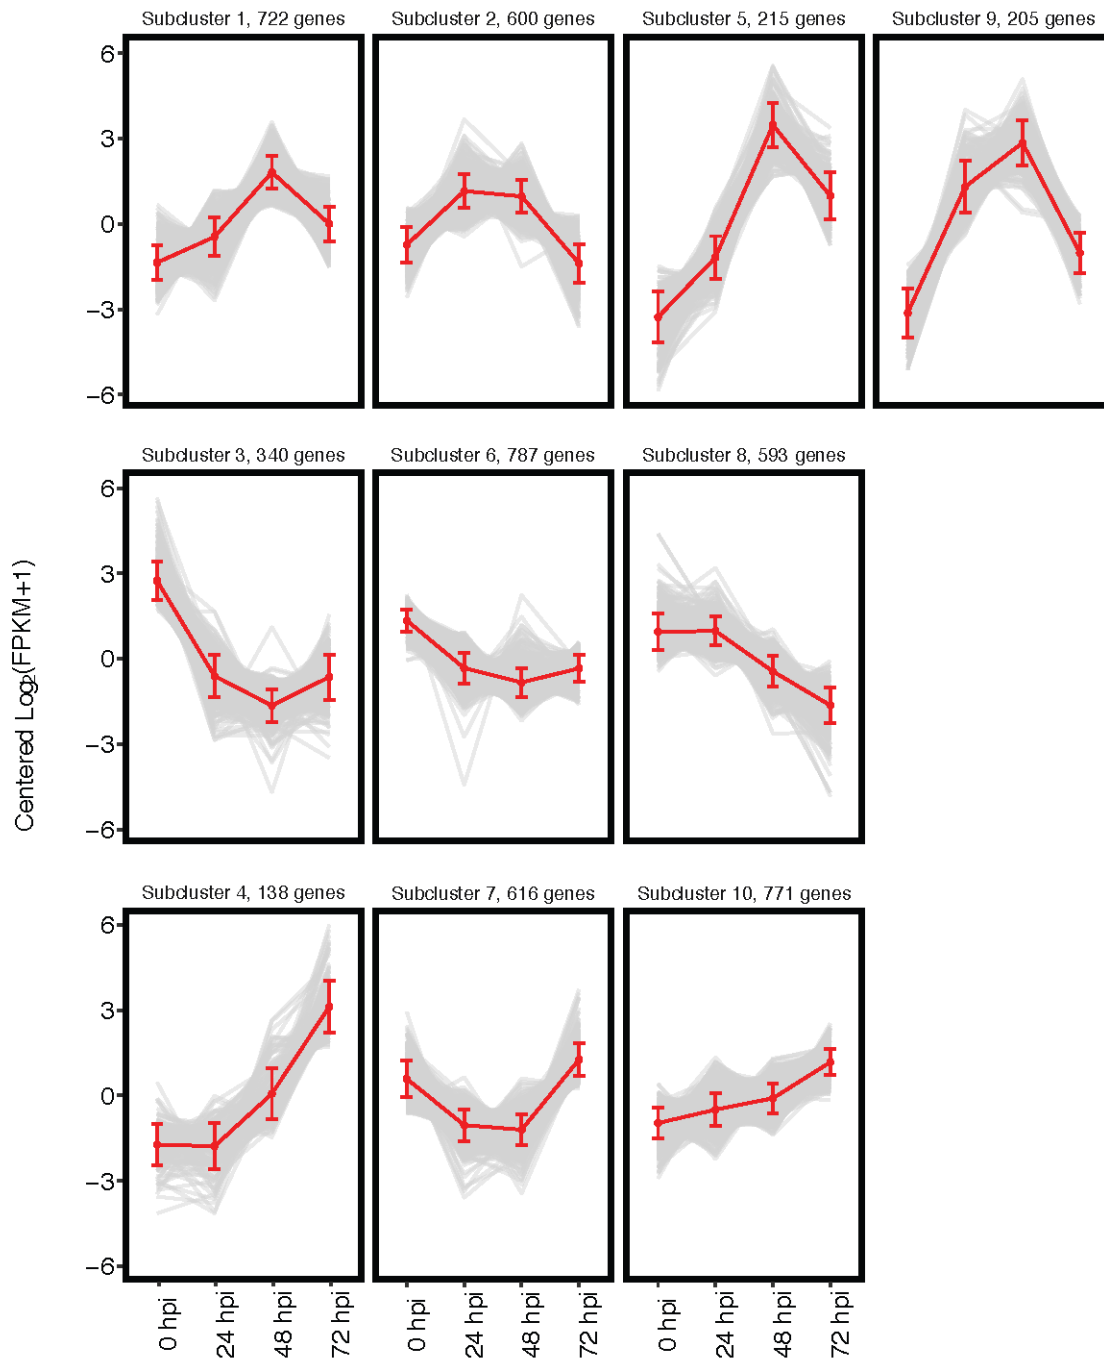 Subcluster 1, 722 genes
Subcluster 2, 600 genes
Subcluster 5, 215 genes
Subcluster 9, 205 genes
6
3
0
−3
−6
Subcluster 3, 340 genes
Subcluster 6, 787 genes
Subcluster 8, 593 genes
6
3
0
−3
−6
Centered Log₂(FPKM+1)
Subcluster 4, 138 genes
Subcluster 7, 616 genes
Subcluster 10, 771 genes
6
3
0
−3
−6
0 hpi
24 hpi
48 hpi
72 hpi
0 hpi
24 hpi
48 hpi
72 hpi
0 hpi
24 hpi
48 hpi
72 hpi